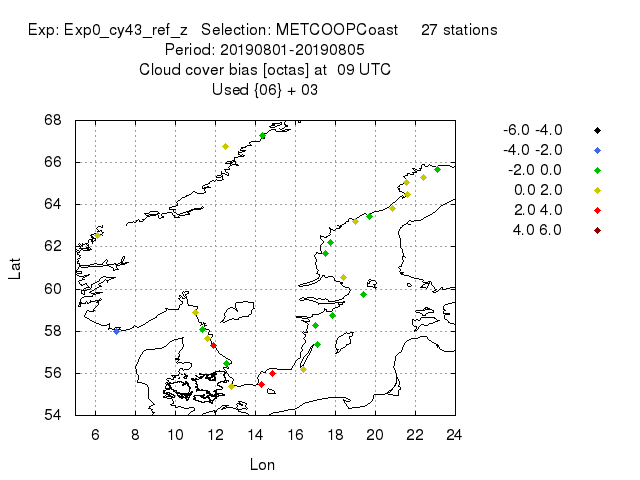 Exp: Exp0_cy43_ref_z   Selection: METCOOPCoast     27 stations
Period: 20190801-20190805
Cloud cover bias [octas] at  09 UTC
Used {06} + 03
68
66
64
62
60
58
56
54
Lat
6 8 10 12 14 16 18 20 22 24
Lon
-6.0 -4.0
-4.0 -2.0
-2.0 0.0
0.0 2.0
2.0 4.0
4.0 6.0